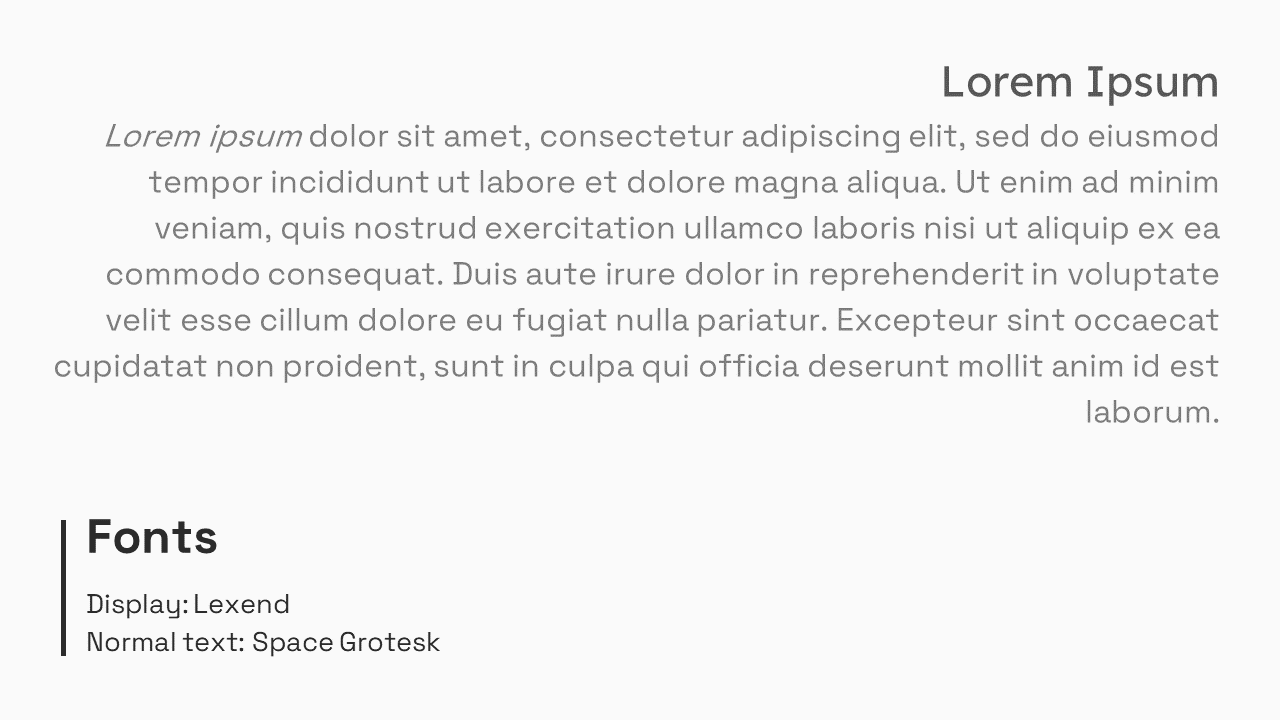 Lorem Ipsum
Lorem ipsum dolor sit amet, consectetur adipiscing elit, sed do eiusmod
tempor incididunt ut labore et dolore magna aliqua. Ut enim ad minim
veniam, quis nostrud exercitation ullamco laboris nisi ut aliquip ex ea
commodo consequat. Duis aute irure dolor in reprehenderit in voluptate
velit esse cillum dolore eu fugiat nulla pariatur. Excepteur sint occaecat
cupidatat non proident, sunt in culpa qui officia deserunt mollit anim id est
laborum.
Fonts
Display: Lexend
Normal text: Space Grotesk